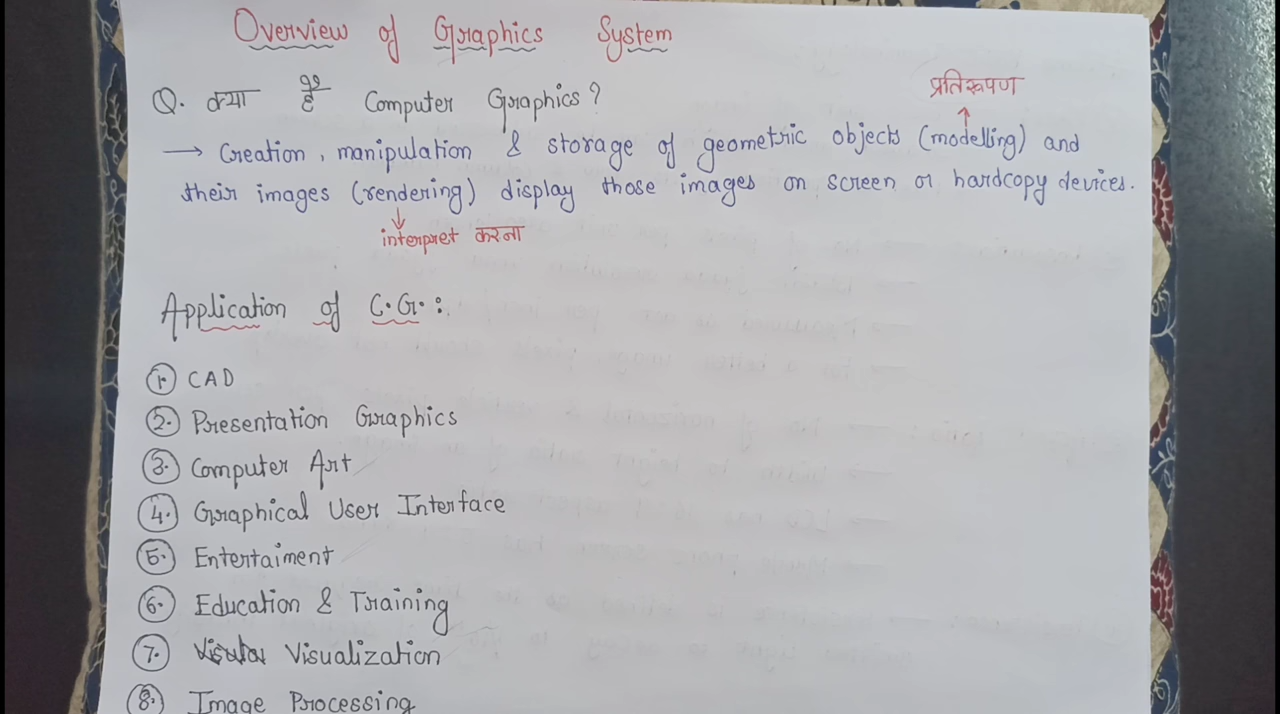 Overview of Graphics System
प्रतिरूपण
Q. क्या है Computer Graphics?
→ Creation, manipulation & storage of geometric objects (modelling) and
their images (rendering) display those images on screen or hardcopy devices.
interpret करना
Application of C.G.:
1. CAD
2. Presentation Graphics
3. Computer Art
4. Graphical User Interface
5. Entertaiment
6. Education & Training
7. Visualization
8. Image Processing